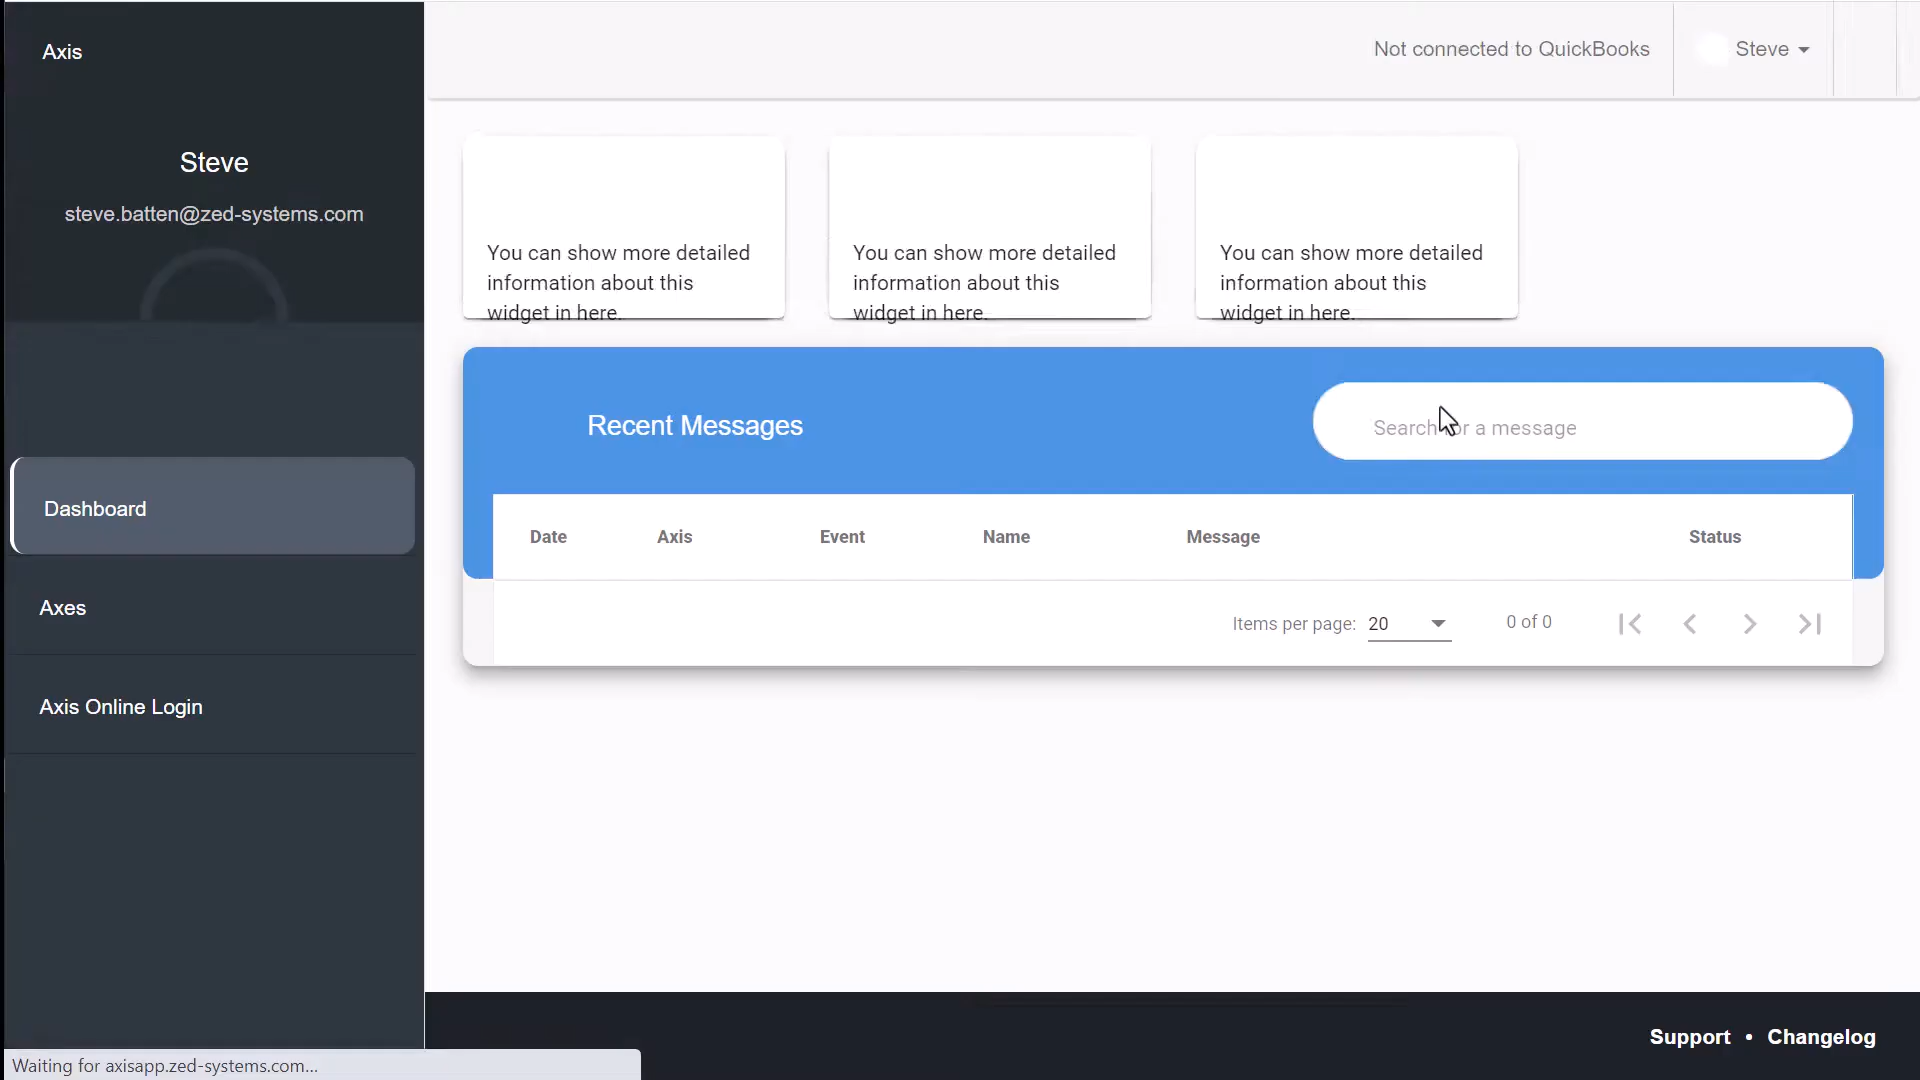 Axis
Not connected to QuickBooks
Steve
Steve
steve.batten@zed-systems.com
You can show more detailed
information about this
widget in here.
You can show more detailed
information about this
widget in here.
You can show more detailed
information about this
widget in here.
Recent Messages
Search for a message
Dashboard
Axes
Axis Online Login
Date Axis Event Name Message Status
Items per page: 20 0 of 0
Support • Changelog
Waiting for axisapp.zed-systems.com...